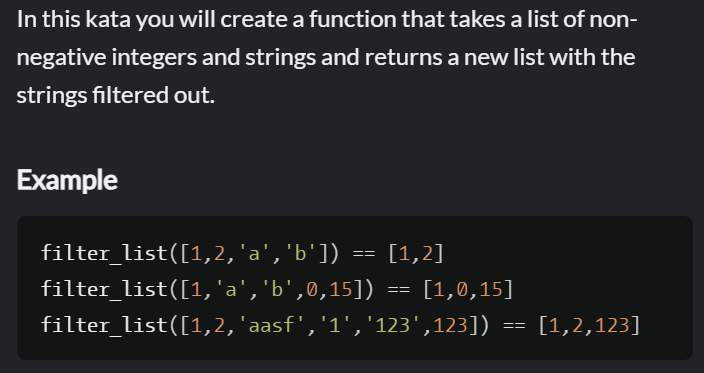 In this kata you will create a function that takes a list of non-
negative integers and strings and returns a new list with the
strings filtered out.
Example
filter_list([1,2,'a','b']) == [1,2]
filter_list([1,'a','b',0,15]) == [1,0,15]
filter_list([1,2,'aasf','1','123',123]) == [1,2,123]